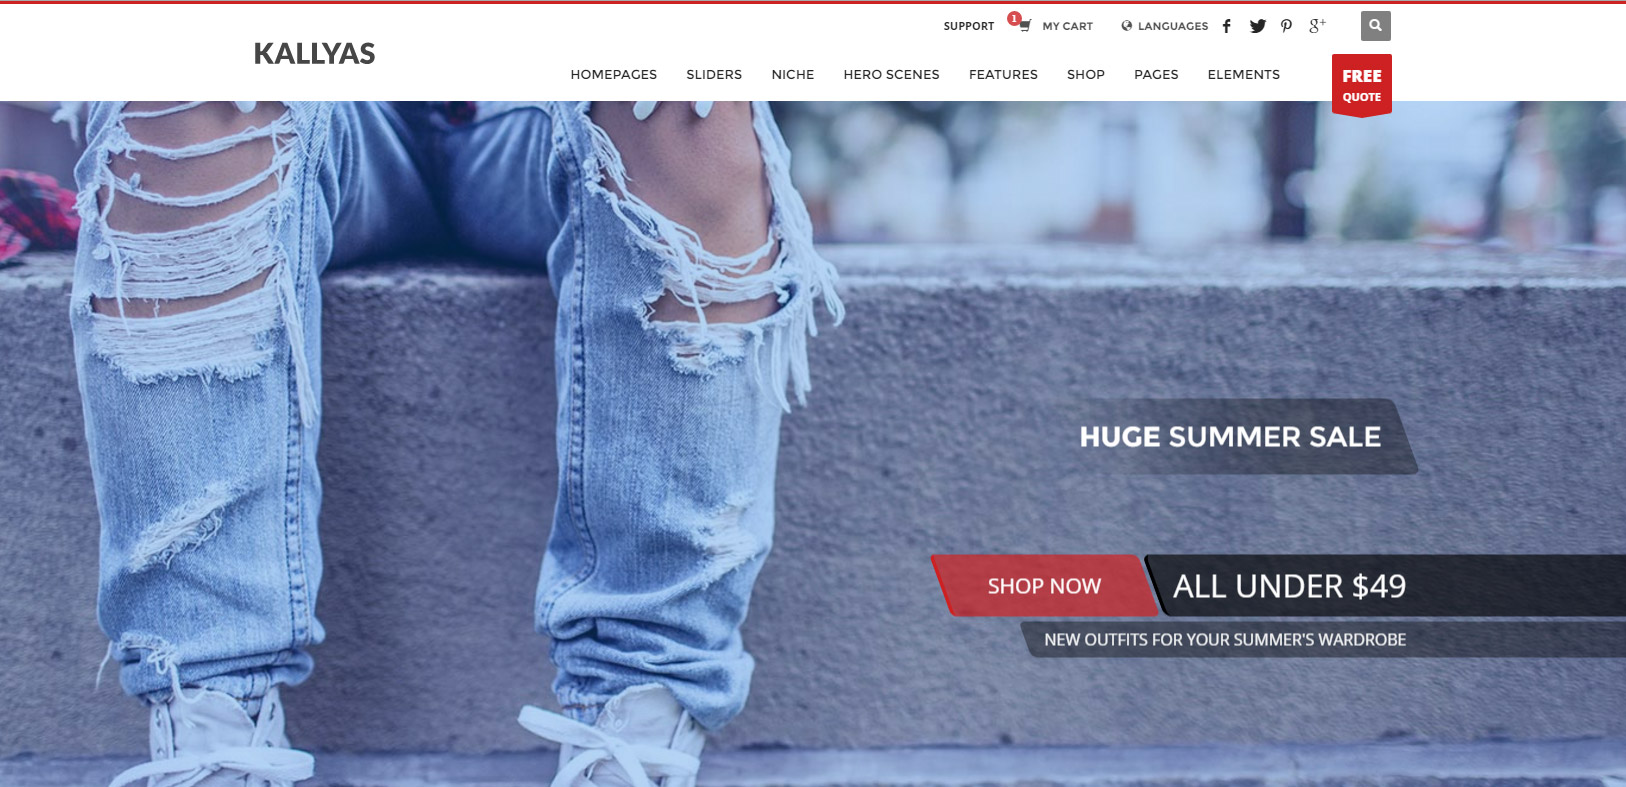 SUPPORT 1 MY CART LANGUAGES
KALLYAS
HOMEPAGES SLIDERS NICHE HERO SCENES FEATURES SHOP PAGES ELEMENTS
FREE
QUOTE
HUGE SUMMER SALE
SHOP NOW ALL UNDER $49
NEW OUTFITS FOR YOUR SUMMER'S WARDROBE